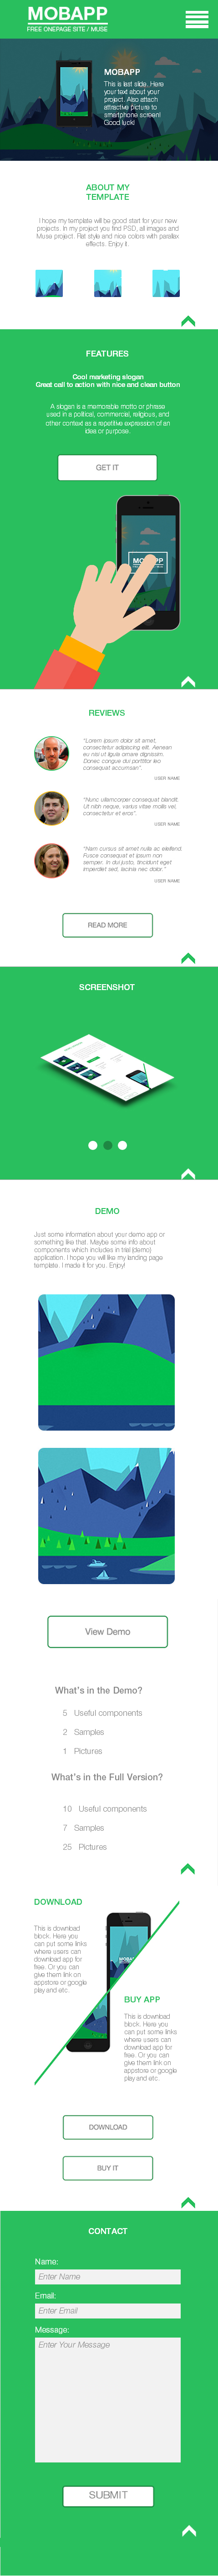 MOBAPP
FREE ONEPAGE SITE / MUSE
MOBAPP
This is last slide. Here
your text about your
project. Also attach
attractive picture to
smartphone screen!
Good luck!
ABOUT MY
TEMPLATE
I hope my template will be good start for your new
projects. In my project you find PSD, all images and
Muse project. Flat style and nice colors with parallax
effects. Enjoy it.
FEATURES
Cool marketing slogan
Great call to action with nice and clean button
A slogan is a memorable motto or phrase
used in a political, commercial, religious, and
other context as a repetitive expression of an
idea or purpose.
GET IT
REVIEWS
"Lorem ipsum dolor sit amet,
consectetur adipiscing elit. Aenean
eu nisi ut ligula ornare dignissim.
Donec congue dui porttitor leo
consequat accumsan".
USER NAME
"Nunc ullamcorper consequat blandit.
Ut nibh neque, varius vitae mollis vel,
consectetur et eros".
USER NAME
"Nam cursus sit amet nulla ac eleifend.
Fusce consequat et ipsum non
semper. In dui justo, tincidunt eget
imperdiet sed, lacinia nec dolor."
USER NAME
READ MORE
SCREENSHOT
DEMO
Just some information about your demo app or
something like that. Maybe some info about
components which includes in trial (demo)
application. I hope you will like my landing page
template. I made it for you. Enjoy!
View Demo
What's in the Demo?
5 Useful components
2 Samples
1 Pictures
What's in the Full Version?
10 Useful components
7 Samples
25 Pictures
DOWNLOAD
This is download
block. Here you
can put some links
where users can
download app for
free. Or you can
give them link on
appstore or google
play and etc.
BUY APP
This is download
block. Here you
can put some links
where users can
download app for
free. Or you can
give them link on
appstore or google
play and etc.
DOWNLOAD
BUY IT
CONTACT
Name:
Enter Name
Email:
Enter Email
Message:
Enter Your Message
SUBMIT